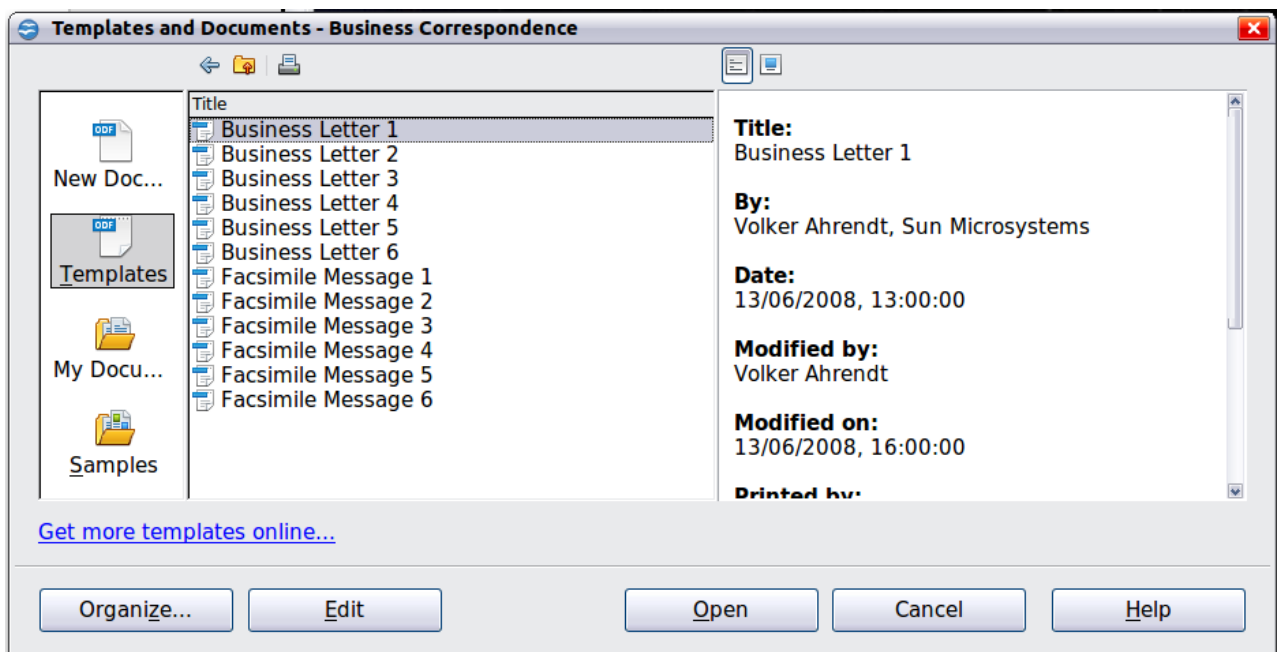 Templates and Documents - Business Correspondence
Title
ODF
New Doc...
ODF
Templates
My Docu...
Samples
Business Letter 1
Business Letter 2
Business Letter 3
Business Letter 4
Business Letter 5
Business Letter 6
Facsimile Message 1
Facsimile Message 2
Facsimile Message 3
Facsimile Message 4
Facsimile Message 5
Facsimile Message 6
Title:
Business Letter 1
By:
Volker Ahrendt, Sun Microsystems
Date:
13/06/2008, 13:00:00
Modified by:
Volker Ahrendt
Modified on:
13/06/2008, 16:00:00
Printed by:
Get more templates online...
Organize...
Edit
Open
Cancel
Help